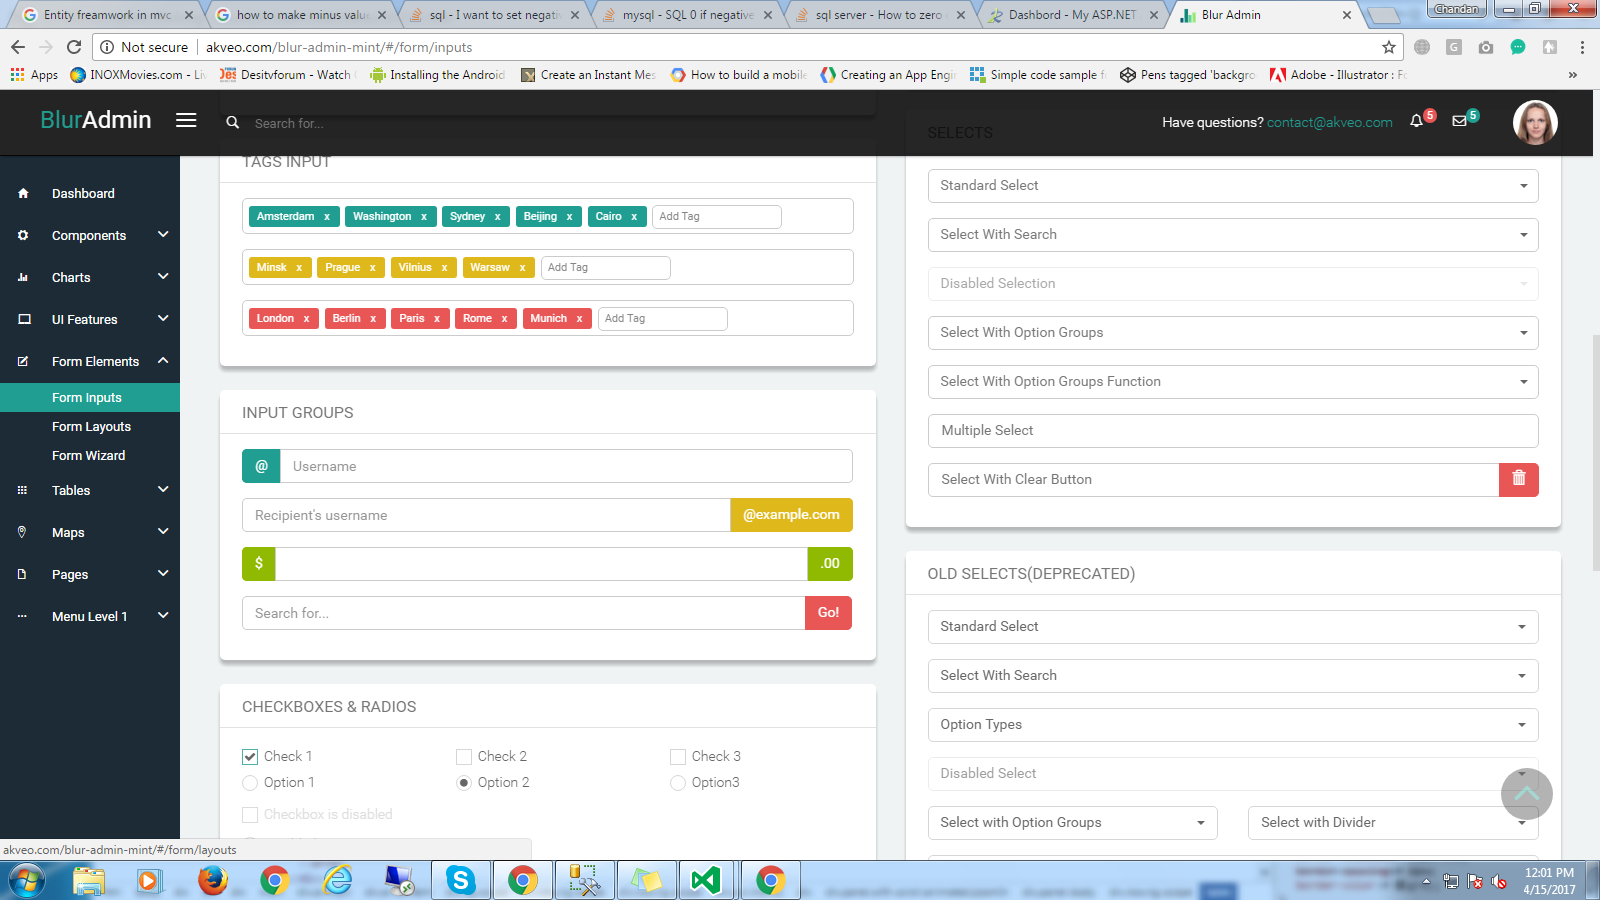 Entity freamwork in mvc
how to make minus value
sql - I want to set negativ
mysql - SQL 0 if negative
sql server - How to zero
Dashbord - My ASP.NET
Blur Admin
Chandan
Not secure akveo.com/blur-admin-mint/#/form/inputs
Apps
INOXMovies.com - Li
Desitvforum - Watch
Installing the Android
Create an Instant Mes
How to build a mobile
Creating an App Engi
Simple code sample f
Pens tagged 'backgro
Adobe - Illustrator : F
»
BlurAdmin
Search for...
Have questions? contact@akveo.com
5
5
Dashboard
Components
Charts
UI Features
Form Elements
Form Inputs
Form Layouts
Form Wizard
Tables
Maps
Pages
Menu Level 1
TAGS INPUT
Amsterdam x Washington x Sydney x Beijing x Cairo x Add Tag
Minsk x Prague x Vilnius x Warsaw x Add Tag
London x Berlin x Paris x Rome x Munich x Add Tag
INPUT GROUPS
@ Username
Recipient's username @example.com
$ .00
Search for... Go!
CHECKBOXES & RADIOS
Check 1 Check 2 Check 3
Option 1 Option 2 Option3
Checkbox is disabled
SELECTS
Standard Select
Select With Search
Disabled Selection
Select With Option Groups
Select With Option Groups Function
Multiple Select
Select With Clear Button
OLD SELECTS(DEPRECATED)
Standard Select
Select With Search
Option Types
Disabled Select
Select with Option Groups Select with Divider
akveo.com/blur-admin-mint/#/form/layouts
12:01 PM
4/15/2017